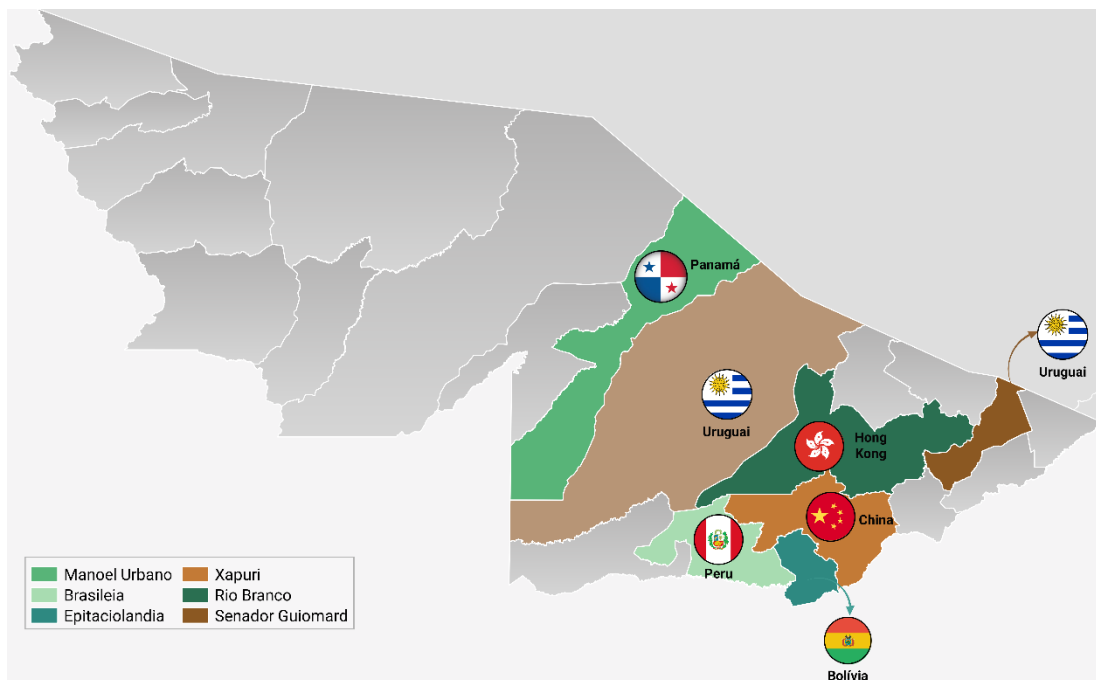 Panamá
Uruguai
Uruguai
Hong
Kong
China
Peru
Bolívia
Manoel Urbano
Brasileia
Epitaciolandia
Xapuri
Rio Branco
Senador Guiomard